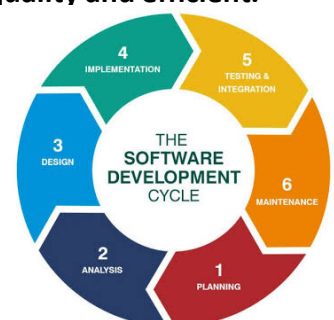 quality and efficient.
4
IMPLEMENTATION
5
TESTING &
INTEGRATION
3
DESIGN
THE
SOFTWARE
DEVELOPMENT
CYCLE
6
MAINTENANCE
2
ANALYSIS
1
PLANNING